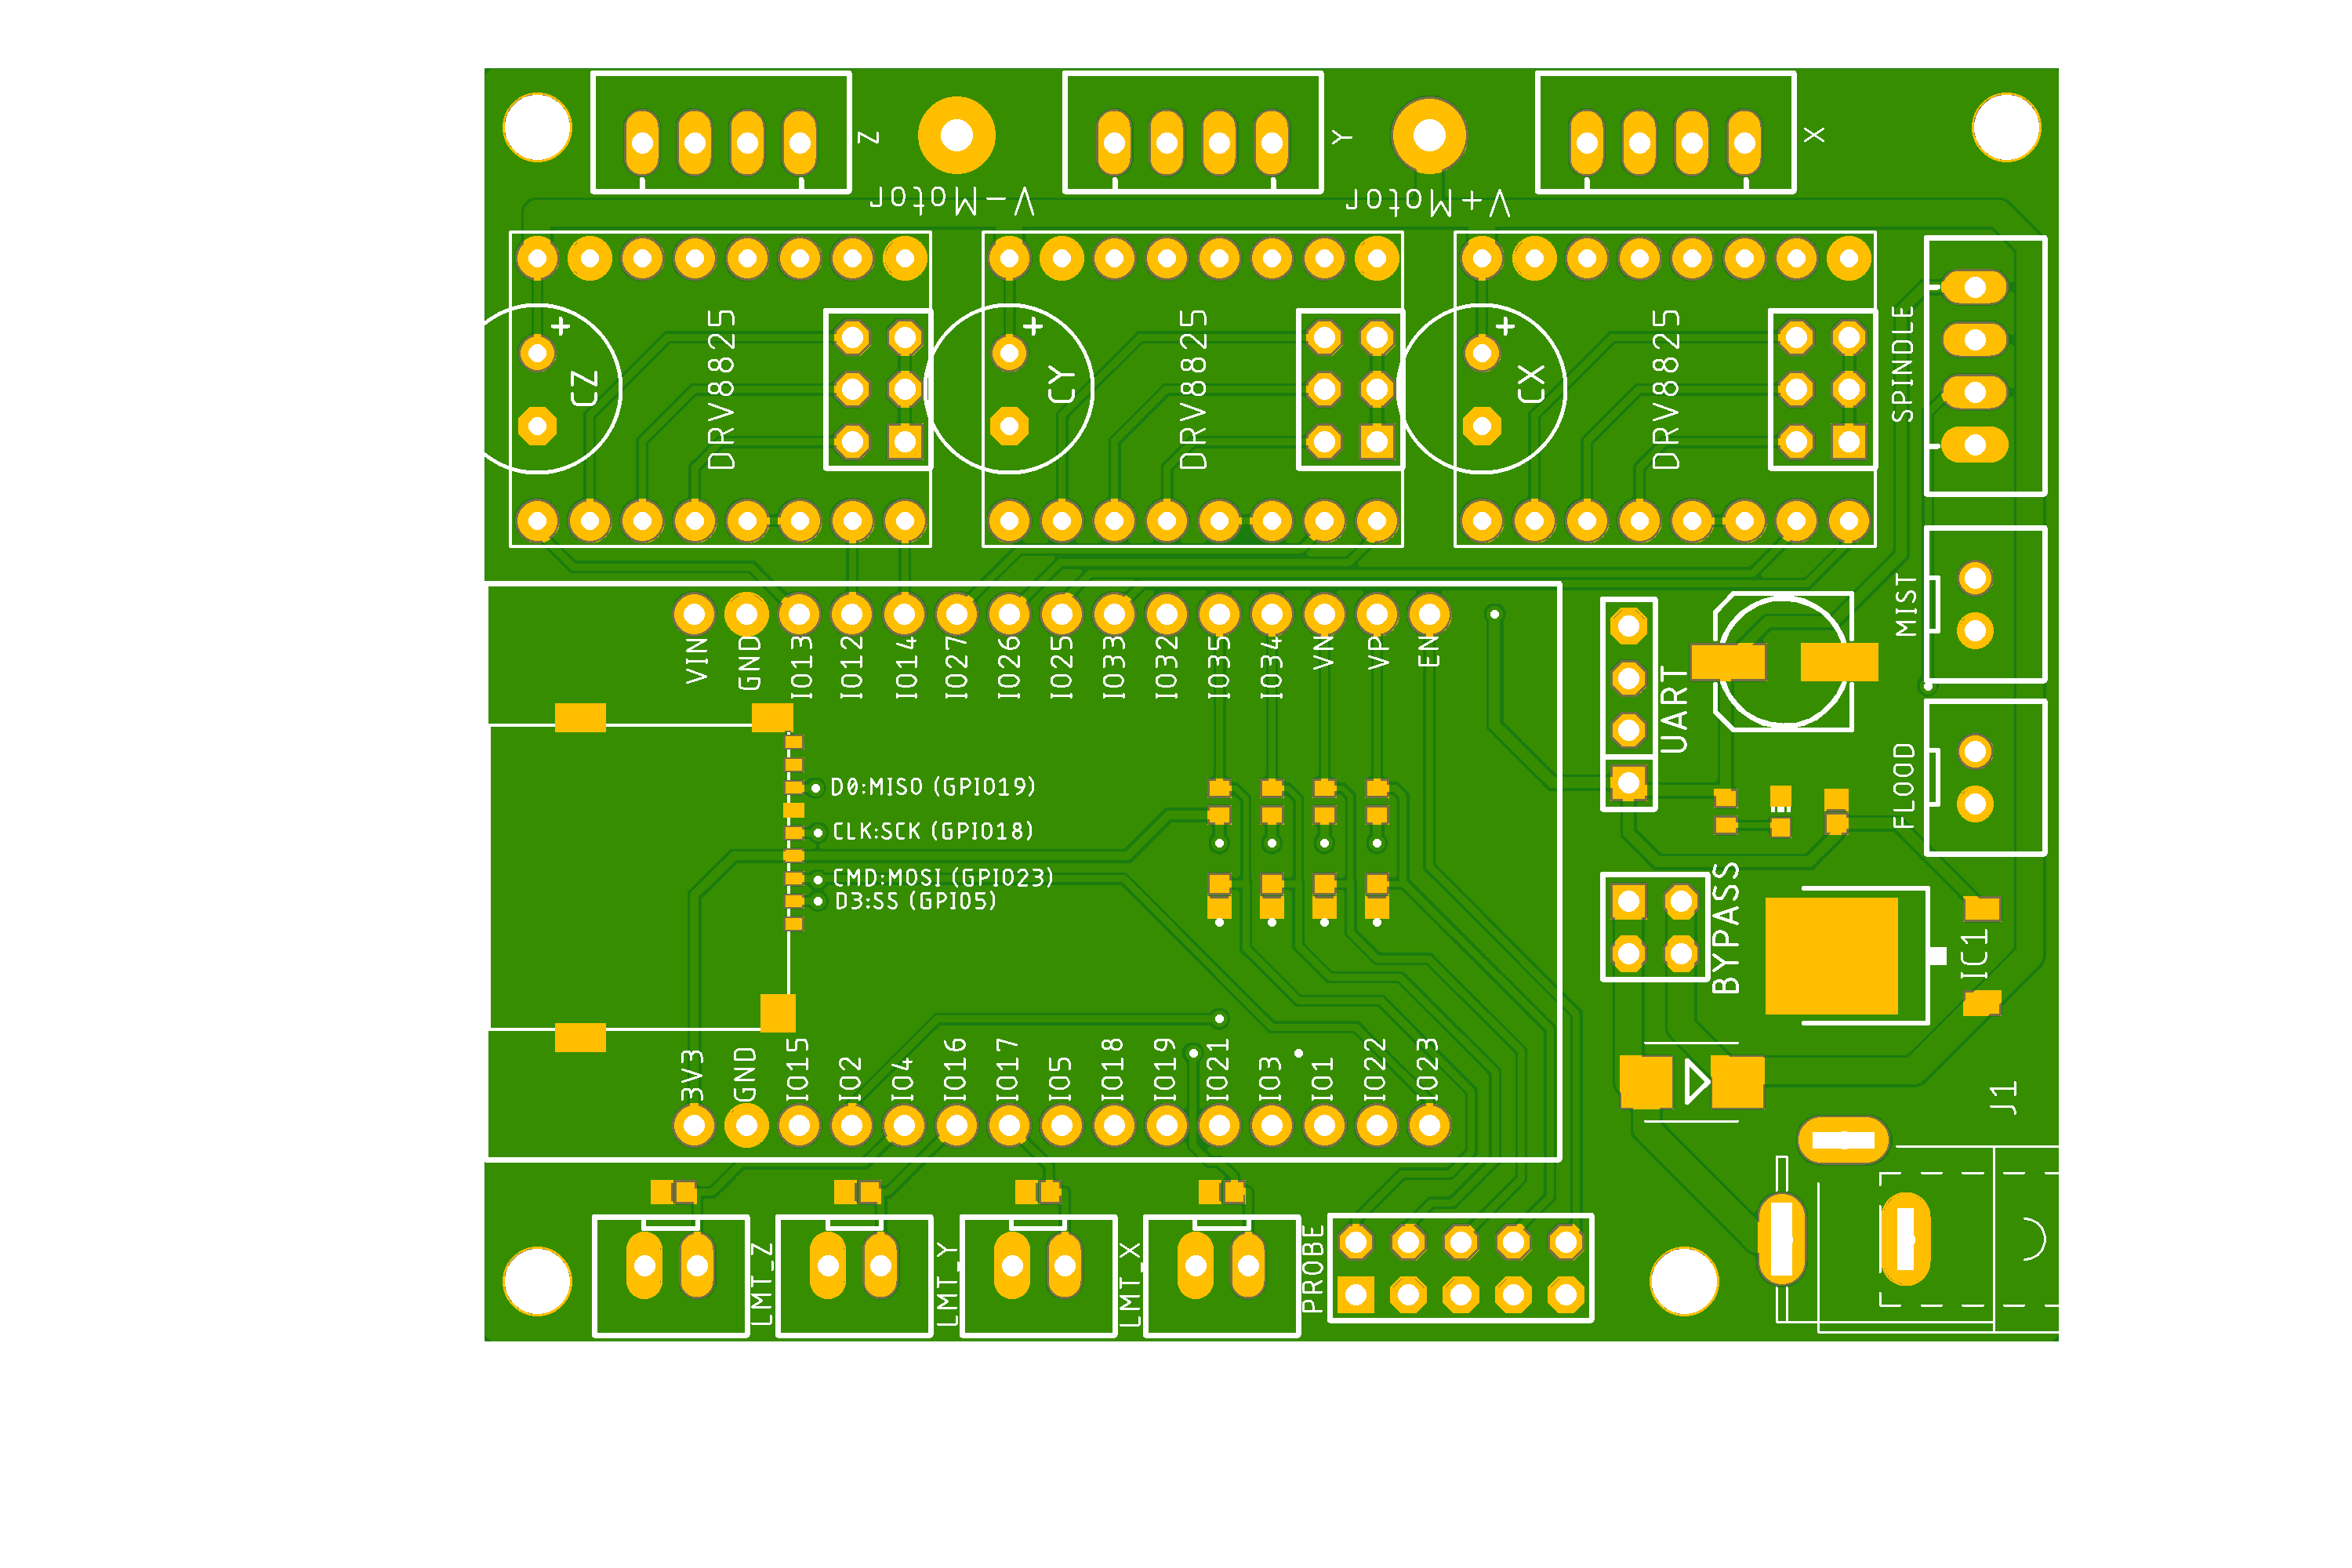 Z
Y
X
V-Motor
V+Motor
+
+
+
CZ
DRV8825
CY
DRV8825
CX
DRV8825
SPINDLE
MIST
VIN
GND
IO13
IO12
IO14
IO27
IO26
IO25
IO33
IO32
IO35
IO34
VN
VP
EN
UART
FLOOD
D0:MISO (GPIO19)
CLK:SCK (GPIO18)
CMD:MOSI (GPIO23)
D3:SS (GPIO5)
BYPASS
IC1
3V3
GND
IO15
IO2
IO4
IO16
IO17
IO5
IO18
IO19
IO21
IO3
IO1
IO22
IO23
J1
LMT_Z
LMT_Y
LMT_X
PROBE